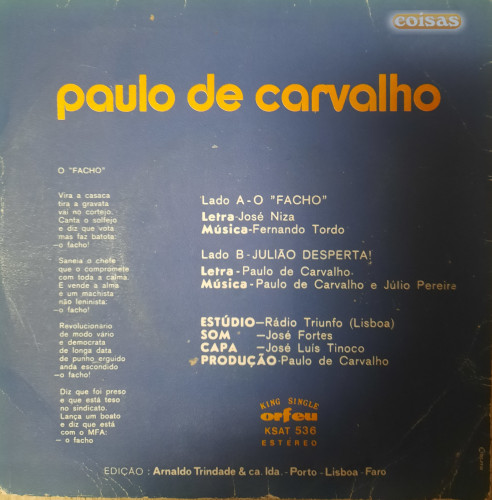 coisas
paulo de carvalho
O "FACHO"
Vira a casaca
tira a gravata
vai no cortejo.
Canta o solfejo
e diz que vota
mas faz batota:
-o facho!
Saneia o chefe
que o compromete
com toda a calma.
E vende a alma
e um machista
não feminista:
-o facho!
Revolucionário
de modo vário
e democrata
de longa data
de punho erguido
anda escondido
-o facho!
Diz que foi preso
e que está teso
no sindicato.
Lança um boato
e diz que está
com o MFA:
- o facho
Lado A-O "FACHO"
Letra-José Niza
Música-Fernando Tordo
Lado B-JULIÃO DESPERTA!
Letra-Paulo de Carvalho.
Música-Paulo de Carvalho e Júlio Pereira
ESTÚDIO-Rádio Triunfo (Lisboa)
SOM-José Fortes
CAPA-José Luís Tinoco
PRODUÇÃO-Paulo de Carvalho
KING SINGLE
orfeu
KSAT 536
ESTÉREO
EDIÇÃO : Arnaldo Trindade & ca. lda. - Porto - Lisboa - Faro